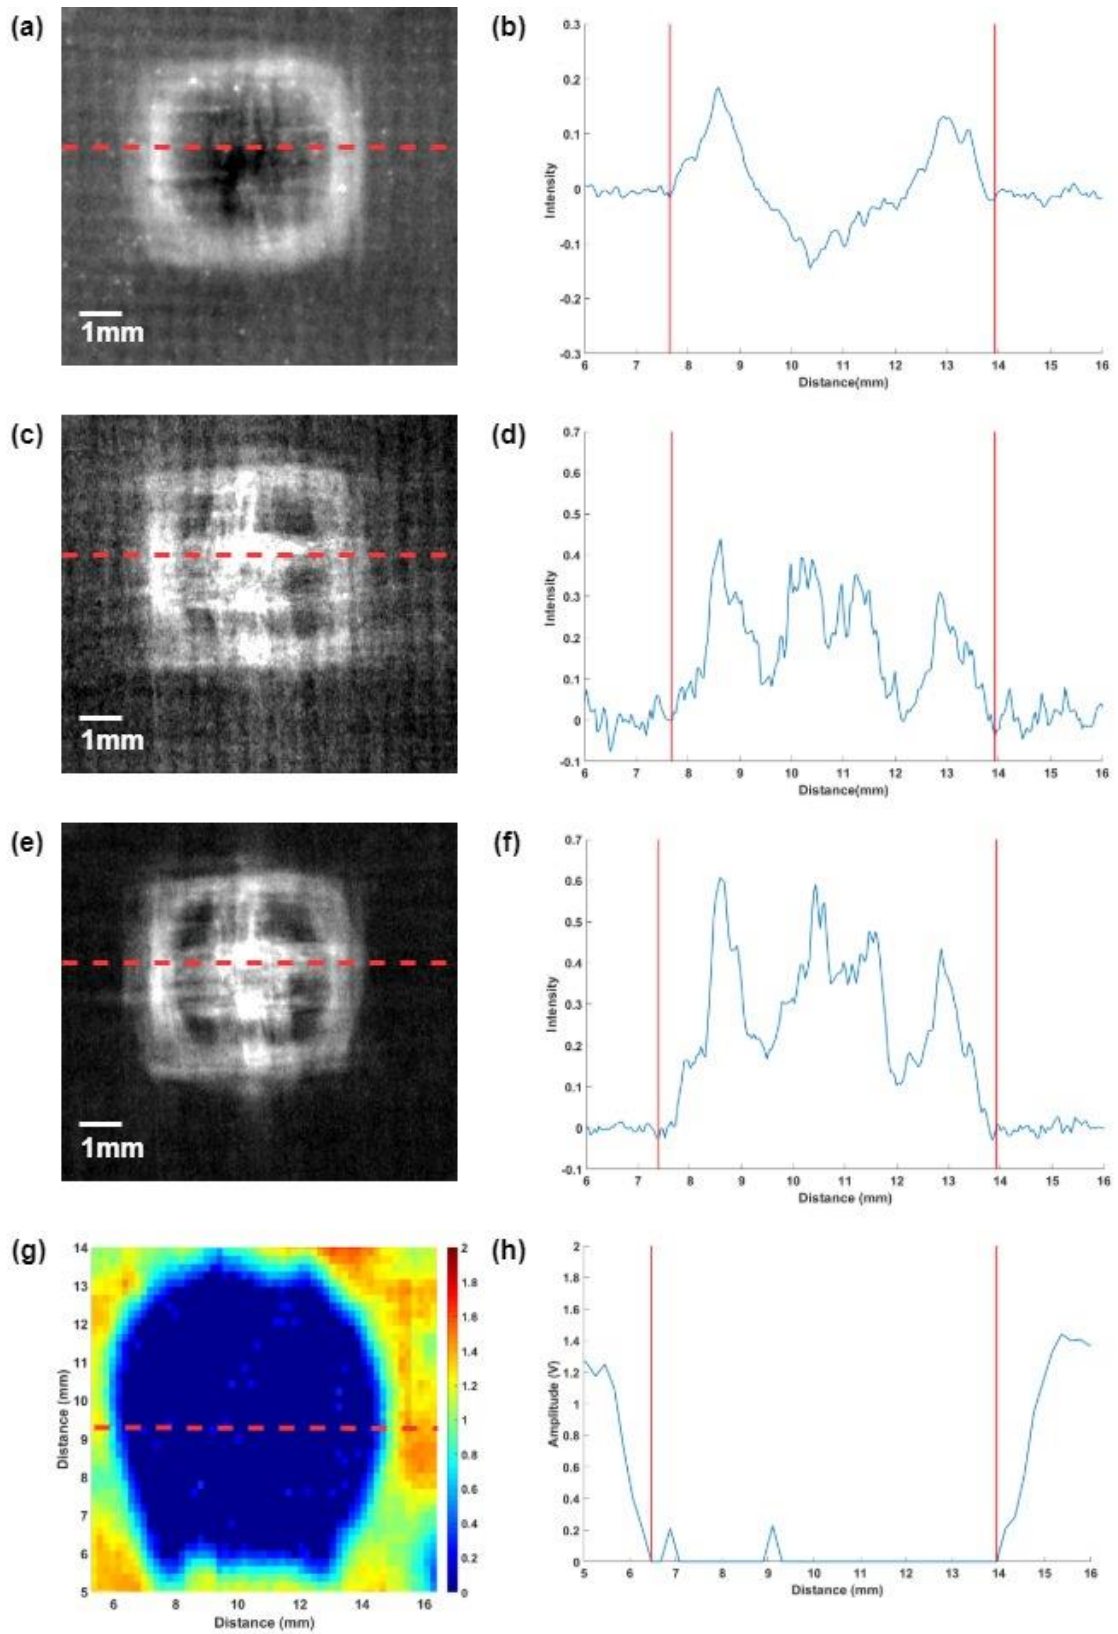 (a)
1mm
(b)
0.3
0.2
0.1
0
-0.1
-0.2
-0.3
Intensity
6 7 8 9 10 11 12 13 14 15 16
Distance(mm)
(c)
1mm
(d)
0.7
0.6
0.5
0.4
0.3
0.2
0.1
0
-0.1
Intensity
6 7 8 9 10 11 12 13 14 15 16
Distance(mm)
(e)
1mm
(f)
0.7
0.6
0.5
0.4
0.3
0.2
0.1
0
-0.1
Intensity
6 7 8 9 10 11 12 13 14 15 16
Distance (mm)
(g)
14
13
12
11
10
9
8
7
6
5
Distance (mm)
6 8 10 12 14 16
Distance (mm)
2
1.8
1.6
1.4
1.2
1
0.8
0.6
0.4
0.2
0
(h)
2
1.8
1.6
1.4
1.2
1
0.8
0.6
0.4
0.2
0
Amplitude (V)
5 6 7 8 9 10 11 12 13 14 15 16
Distance (mm)